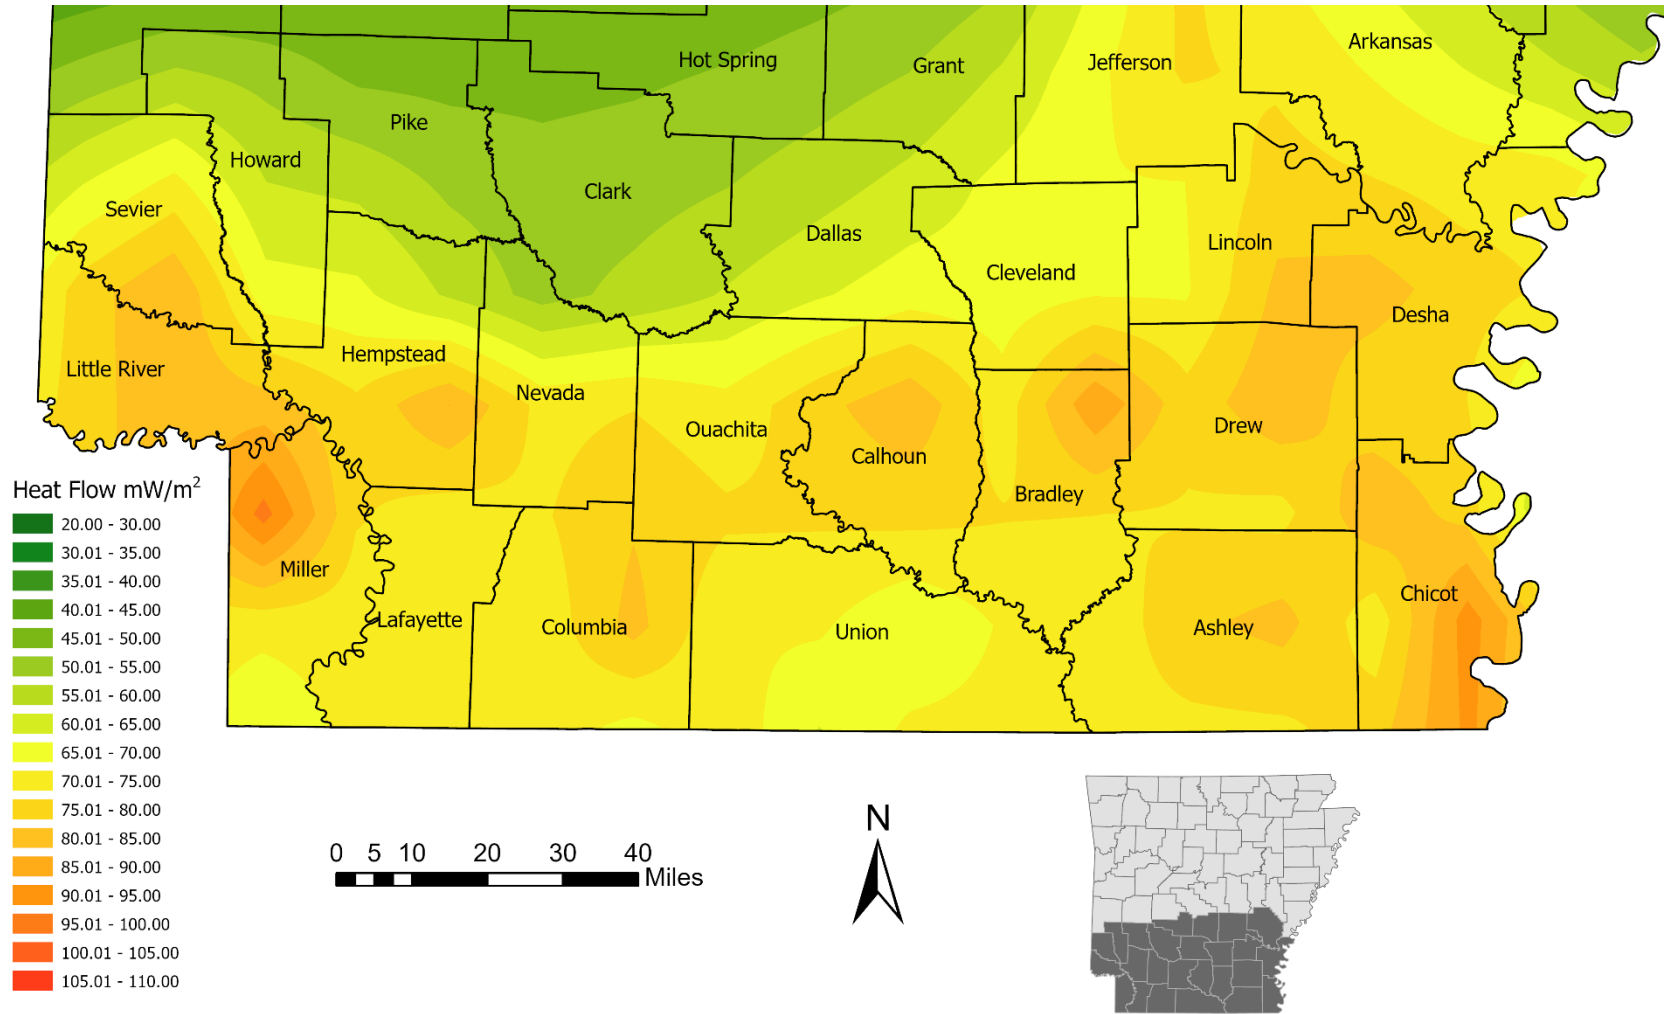 Arkansas
Hot Spring
Grant
Jefferson
Pike
Howard
Clark
Sevier
Dallas
Lincoln
Cleveland
Desha
Hempstead
Little River
Nevada
Ouachita
Drew
Calhoun
Bradley
Miller
Chicot
Lafayette
Columbia
Union
Ashley
Heat Flow mW/m²
20.00 - 30.00
30.01 - 35.00
35.01 - 40.00
40.01 - 45.00
45.01 - 50.00
50.01 - 55.00
55.01 - 60.00
60.01 - 65.00
65.01 - 70.00
70.01 - 75.00
75.01 - 80.00
80.01 - 85.00
85.01 - 90.00
90.01 - 95.00
95.01 - 100.00
100.01 - 105.00
105.01 - 110.00
0 5 10 20 30 40
Miles
N